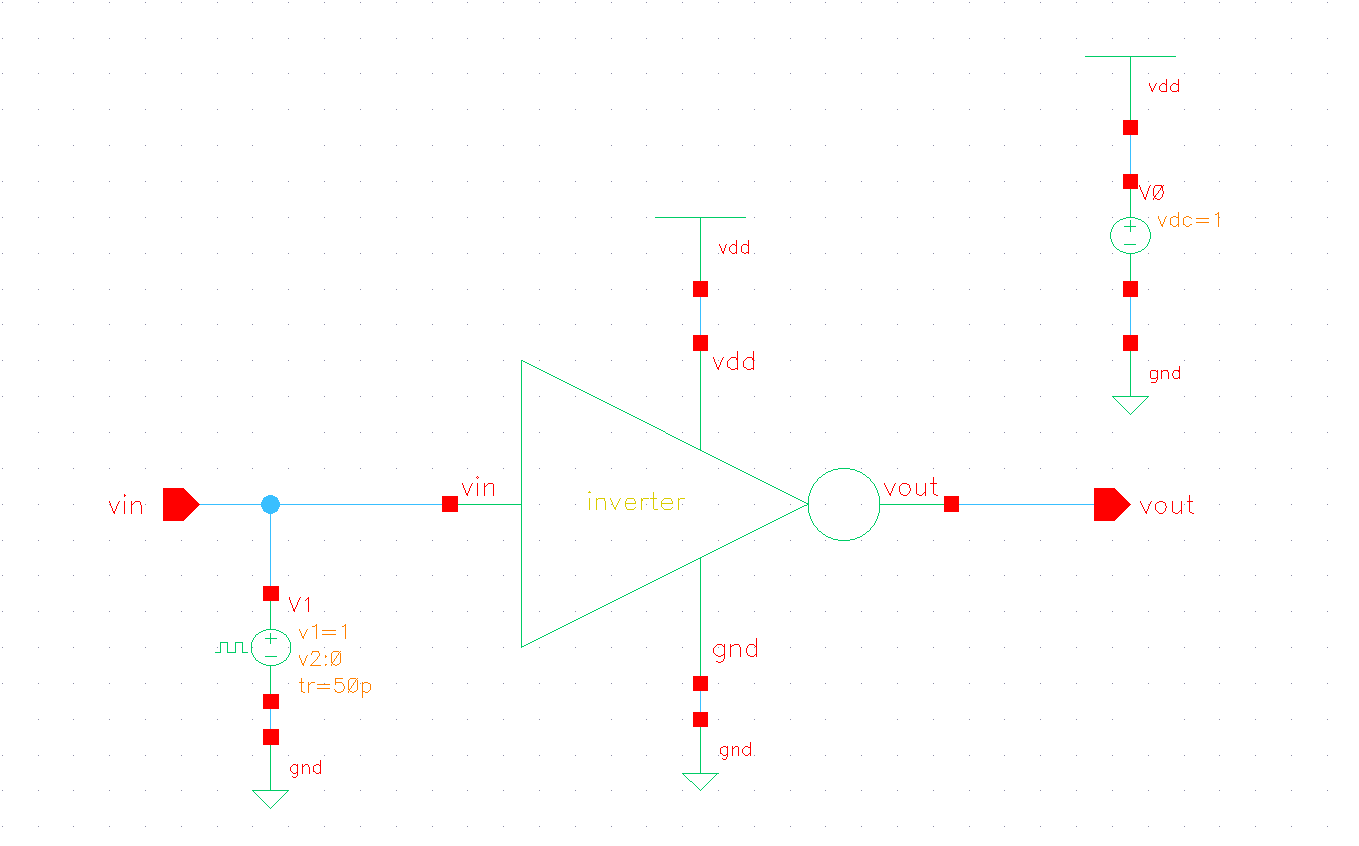 vdd
V0
vdc=1
gnd
vdd
vdd
vin
vin
inverter
vout
vout
V1
v1=1
v2:0
tr=50p
gnd
gnd
gnd